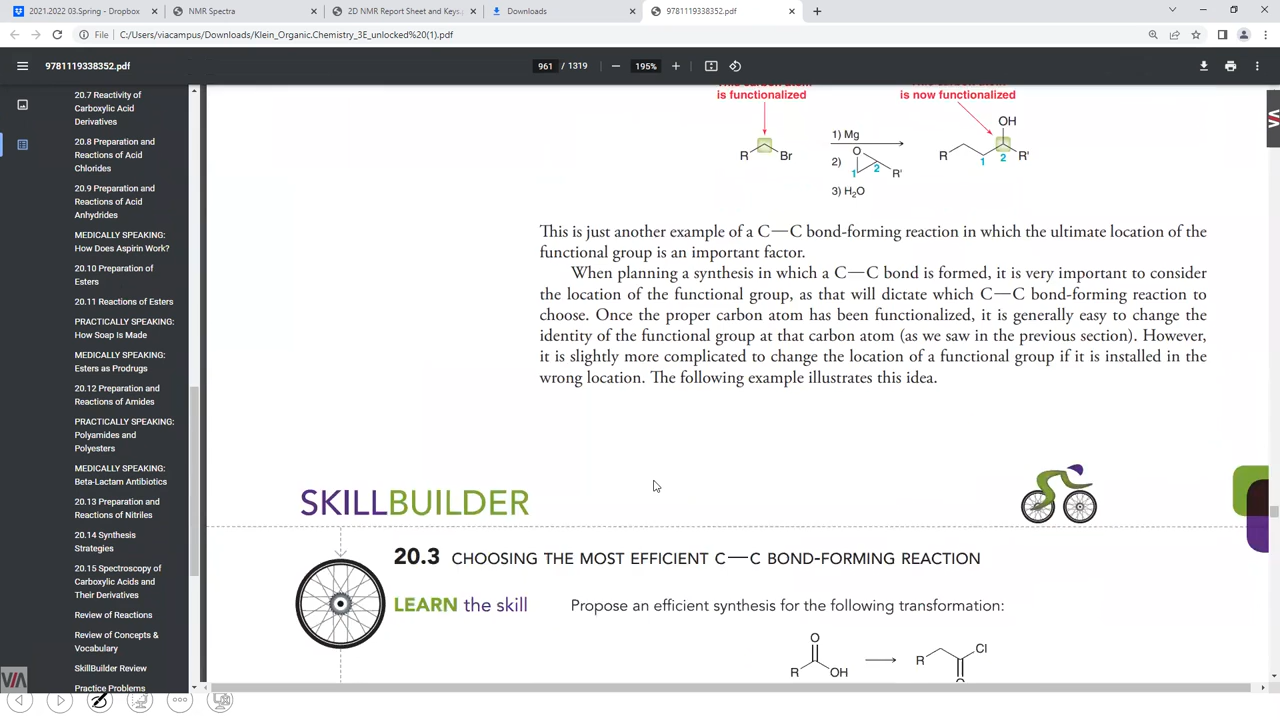 2021.2022 03.Spring - Dropbox
NMR Spectra
2D NMR Report Sheet and Keys.p
Downloads
9781119338352.pdf
File
C:/Users/viacampus/Downloads/Klein_Organic.Chemistry_3E_unlocked%20(1).pdf
9781119338352.pdf
961 / 1319
195%
20.7 Reactivity of
Carboxylic Acid
Derivatives
20.8 Preparation and
Reactions of Acid
Chlorides
20.9 Preparation and
Reactions of Acid
Anhydrides
MEDICALLY SPEAKING:
How Does Aspirin Work?
20.10 Preparation of
Esters
20.11 Reactions of Esters
PRACTICALLY SPEAKING:
How Soap Is Made
MEDICALLY SPEAKING:
Esters as Prodrugs
20.12 Preparation and
Reactions of Amides
PRACTICALLY SPEAKING:
Polyamides and
Polyesters
MEDICALLY SPEAKING:
Beta-Lactam Antibiotics
20.13 Preparation and
Reactions of Nitriles
20.14 Synthesis
Strategies
20.15 Spectroscopy of
Carboxylic Acids and
Their Derivatives
Review of Reactions
Review of Concepts &
Vocabulary
SkillBuilder Review
Practice Problems
is functionalized
is now functionalized
R Br
1) Mg
2) O 1 2 R'
3) H₂O
OH
R 1 2 R'
This is just another example of a C—C bond-forming reaction in which the ultimate location of the
functional group is an important factor.
When planning a synthesis in which a C—C bond is formed, it is very important to consider
the location of the functional group, as that will dictate which C—C bond-forming reaction to
choose. Once the proper carbon atom has been functionalized, it is generally easy to change the
identity of the functional group at that carbon atom (as we saw in the previous section). However,
it is slightly more complicated to change the location of a functional group if it is installed in the
wrong location. The following example illustrates this idea.
SKILLBUILDER
20.3 CHOOSING THE MOST EFFICIENT C—C BOND-FORMING REACTION
LEARN the skill
Propose an efficient synthesis for the following transformation:
O
R OH
R Cl
O
VIA